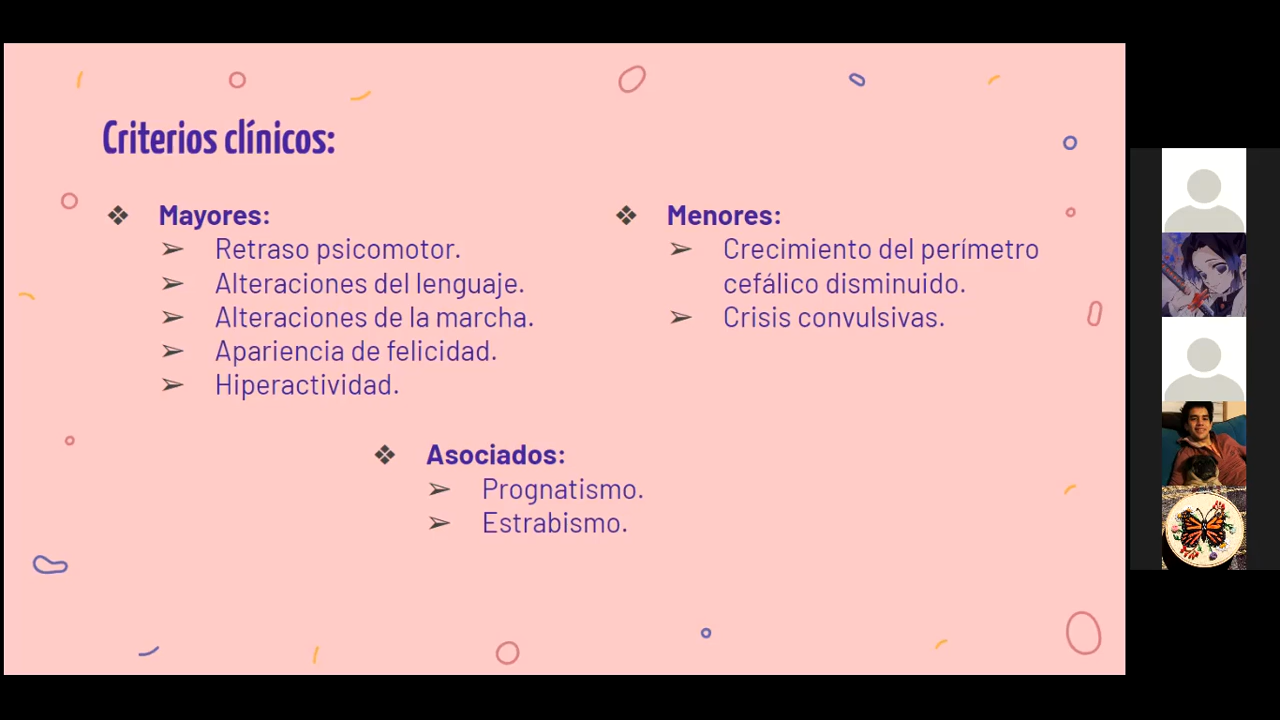 Criterios clínicos:
Mayores:
Retraso psicomotor.
Alteraciones del lenguaje.
Alteraciones de la marcha.
Apariencia de felicidad.
Hiperactividad.
Menores:
Crecimiento del perímetro
cefálico disminuido.
Crisis convulsivas.
Asociados:
Prognatismo.
Estrabismo.